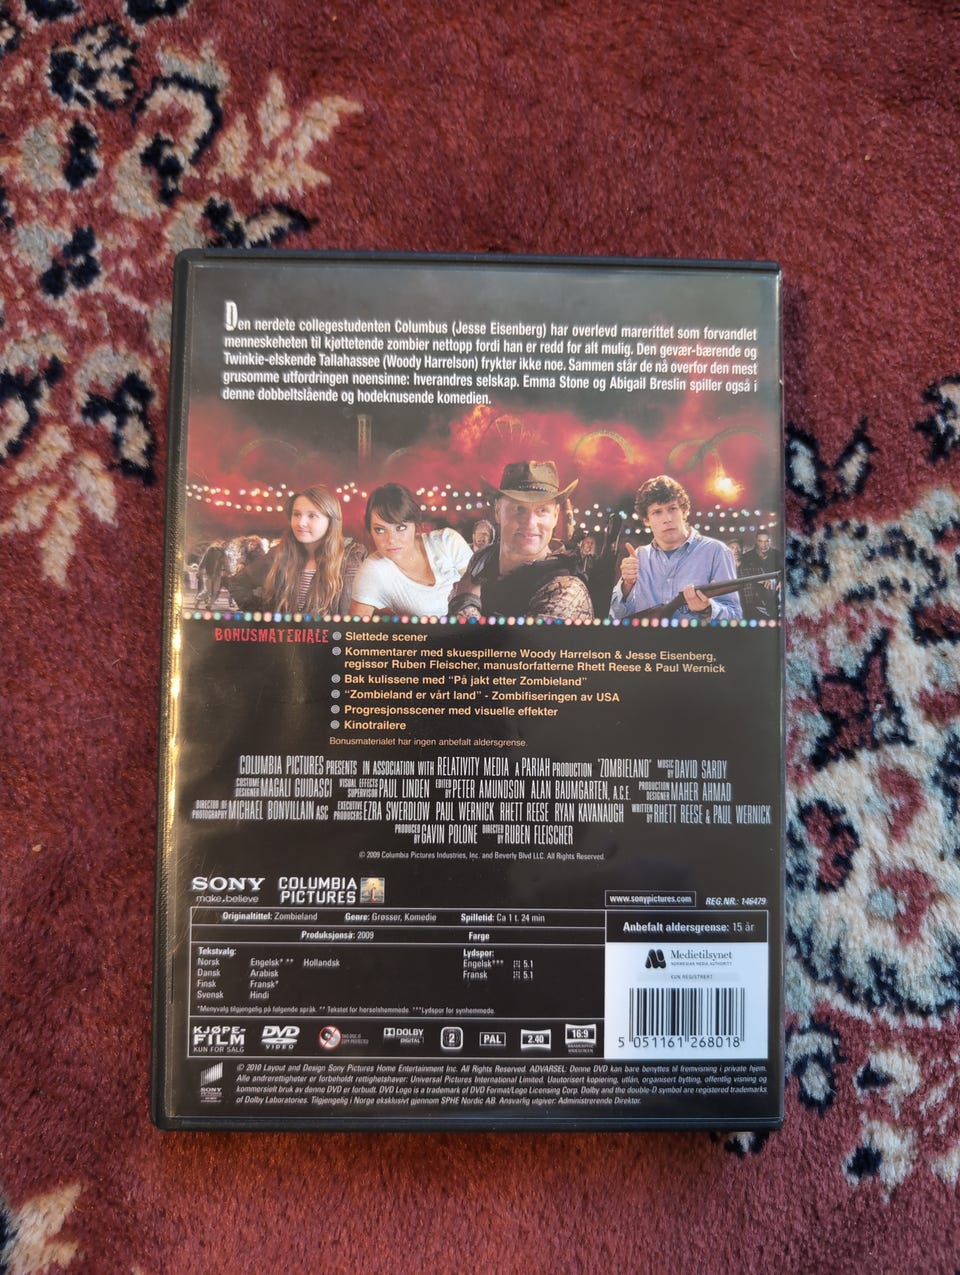 Den nerdete collegestudenten Columbus (Jesse Eisenberg) har overlevd marerittet som forvandlet
menneskeheten til kjøttetende zombier nettopp fordi han er redd for alt mulig. Den gevær-bærende og
Twinkie-elskende Tallahassee (Woody Harrelson) frykter ikke noe. Sammen står de nå overfor den mest
grusomme utfordringen noensinne: hverandres selskap. Emma Stone og Abigail Breslin spiller også i
denne dobbeltslående og hodeknusende komedien.
BONUSMATERIALE
Slettede scener
Kommentarer med skuespillerne Woody Harrelson & Jesse Eisenberg,
regissør Ruben Fleischer, manusforfatterne Rhett Reese & Paul Wernick
Bak kulissene med "På jakt etter Zombieland"
"Zombieland er vårt land" - Zombifiseringen av USA
Progresjonsscener med visuelle effekter
Kinotrailere
Bonusmaterialet har ingen anbefalt aldersgrense.
COLUMBIA PICTURES PRESENTS IN ASSOCIATION WITH RELATIVITY MEDIA A PARIAH PRODUCTION "ZOMBIELAND" MUSIC BY DAVID SARDY
COSTUME DESIGNER MAGALI GUIDASCI VISUAL EFFECTS SUPERVISOR PAUL LINDEN EDITED BY PETER AMUNDSON ALAN BAUMGARTEN, A.C.E. PRODUCTION DESIGNER MAHER AHMAD
DIRECTOR OF PHOTOGRAPHY MICHAEL BONVILLAIN ASC EXECUTIVE PRODUCERS EZRA SWERDLOW PAUL WERNICK RHETT REESE RYAN KAVANAUGH WRITTEN BY RHETT REESE & PAUL WERNICK
PRODUCED BY GAVIN POLONE DIRECTED BY RUBEN FLEISCHER
© 2009 Columbia Pictures Industries, Inc. and Beverly Blvd LLC. All Rights Reserved.
SONY
make.believe
COLUMBIA
PICTURES
www.sonypictures.com
REG.NR.: 146479
Originaltittel: Zombieland Genre: Grøsser, Komedie Spilletid: Ca 1 t. 24 min
Produksjonsår: 2009 Farge
Anbefalt aldersgrense: 15 år
Tekstvalg:
Norsk Engelsk* ** Hollandsk
Dansk Arabisk
Finsk Fransk*
Svensk Hindi
Lydspor:
Engelsk*** 5.1
Fransk 5.1
*Menyvalg tilgjengelig på følgende språk. ** Tekstet for hørselshemmede. ***Lydspor for synhemmede.
Medietilsynet
NORWEGIAN MEDIA AUTHORITY
KUN REGISTRERT
5 051161 268018
KJØPE-
FILM
KUN FOR SALG
DVD
VIDEO
THIS DISC IS
COPY PROTECTED
DOLBY
DIGITAL
2
PAL
2.40
16:9
ANAMORPHIC
WIDESCREEN
SONY
© 2010 Layout and Design Sony Pictures Home Entertainment Inc. All Rights Reserved. ADVARSEL: Denne DVD kan bare benyttes til fremvisning i private hjem.
Alle andrerettigheter er forbeholdt rettighetshaver: Universal Pictures International Limited. Uautorisert kopiering, utlån, organisert bytting, offentlig visning og
kommersielt bruk av denne DVD er forbudt. DVD Logo is a trademark of DVD Format/Logo Licensing Corp. Dolby and the double-D symbol are registered trademarks
of Dolby Laboratories. Tilgjengelig i Norge eksklusivt gjennom SPHE Nordic AB. Ansvarlig utgiver: Administrerende Direktør.